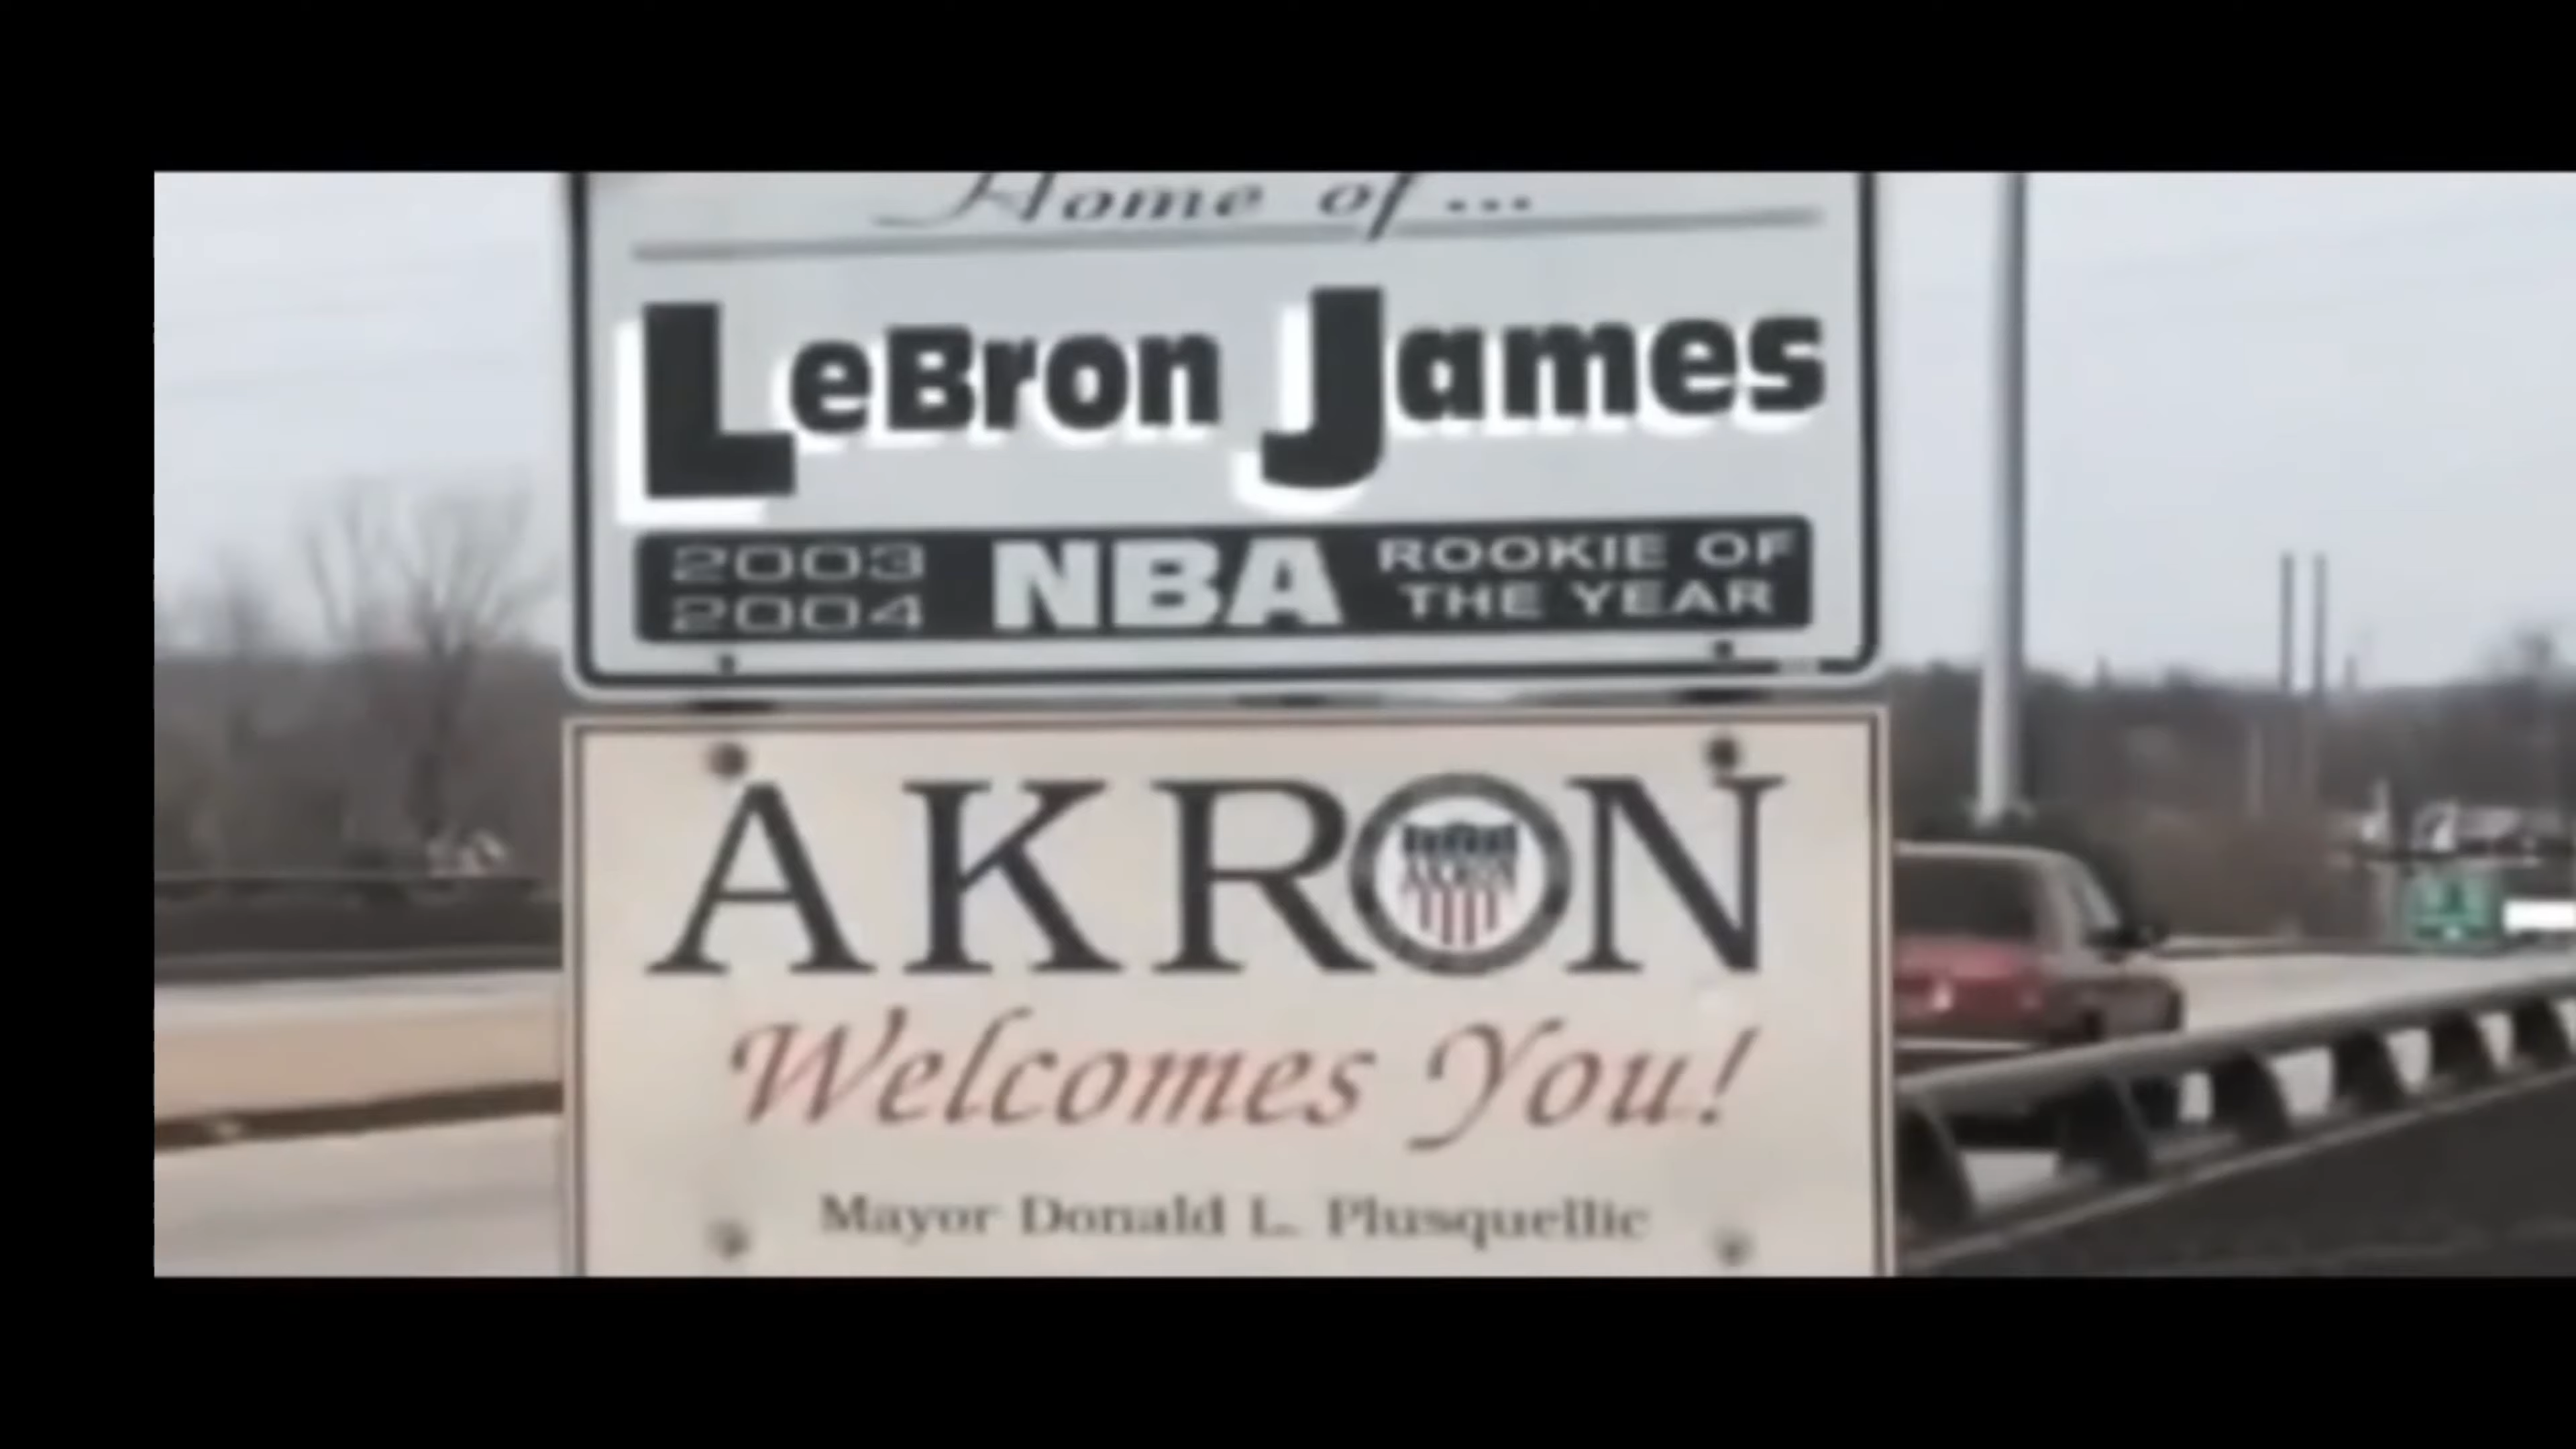 Home of...
LeBron James
2003
2004
NBA
ROOKIE OF
THE YEAR
AKRON
Welcomes You!
Mayor Donald L. Plusquellic